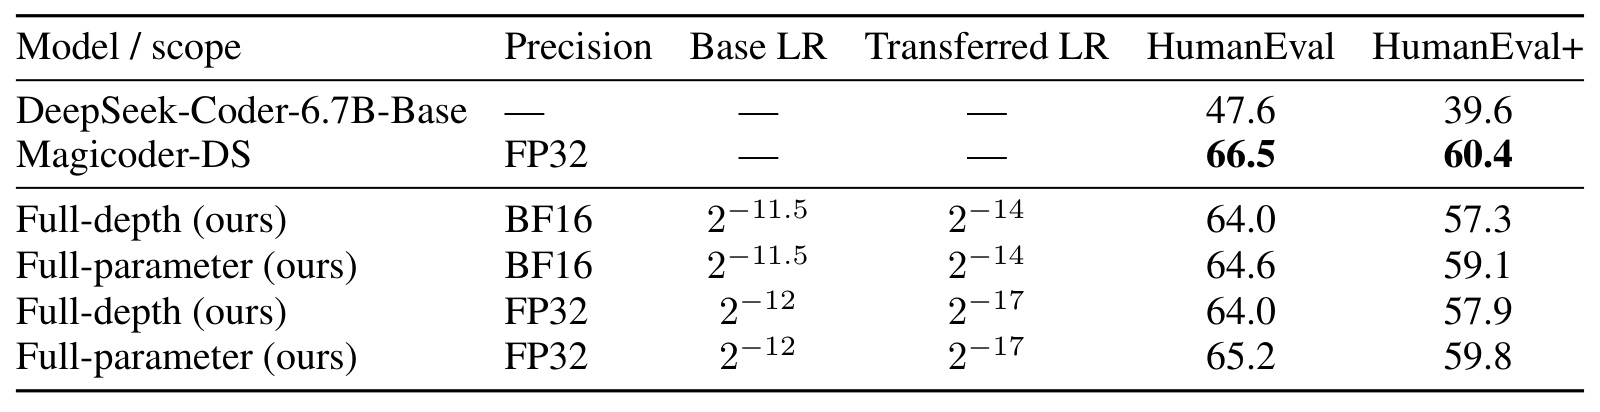 Model / scope Precision Base LR Transferred LR HumanEval HumanEval+
DeepSeek-Coder-6.7B-Base — — — 47.6 39.6
Magicoder-DS FP32 — — 66.5 60.4
Full-depth (ours) BF16 2^{−11.5} 2^{−14} 64.0 57.3
Full-parameter (ours) BF16 2^{−11.5} 2^{−14} 64.6 59.1
Full-depth (ours) FP32 2^{−12} 2^{−17} 64.0 57.9
Full-parameter (ours) FP32 2^{−12} 2^{−17} 65.2 59.8